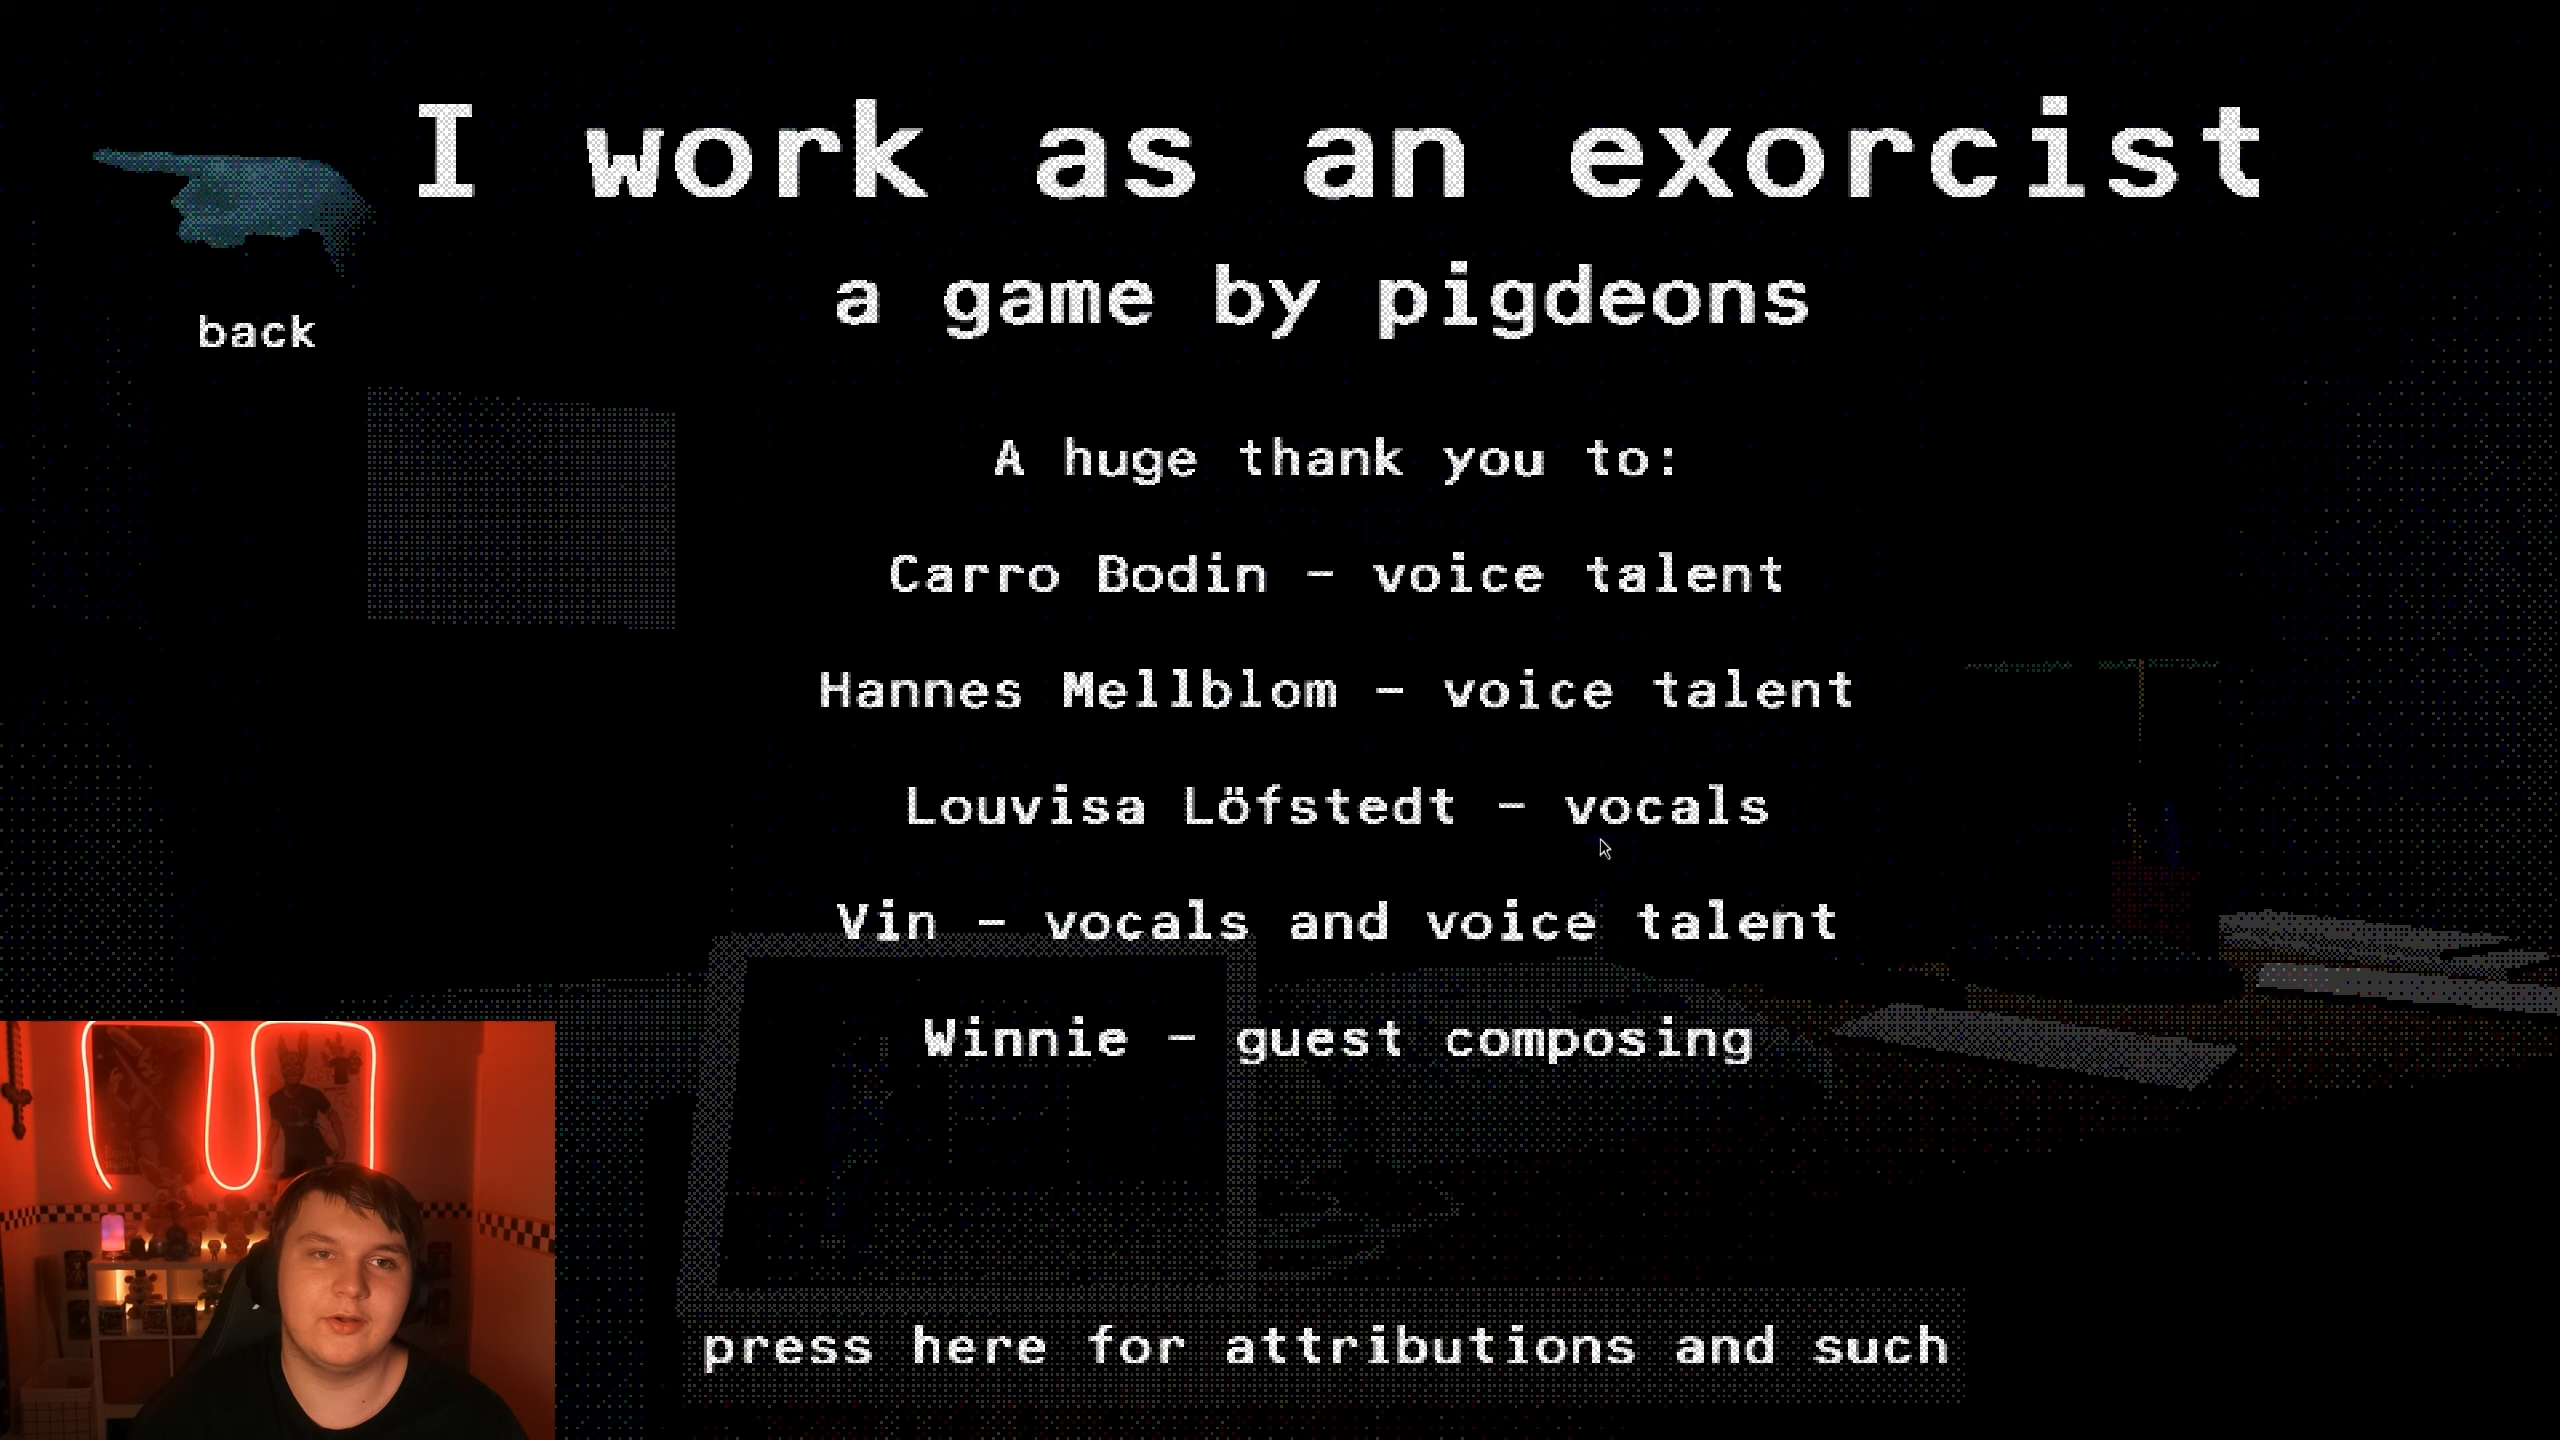 I work as an exorcist
a game by pigdeons
back
A huge thank you to:
Carro Bodin - voice talent
Hannes Mellblom - voice talent
Louvisa Löfstedt - vocals
Vin - vocals and voice talent
Winnie - guest composing
press here for attributions and such